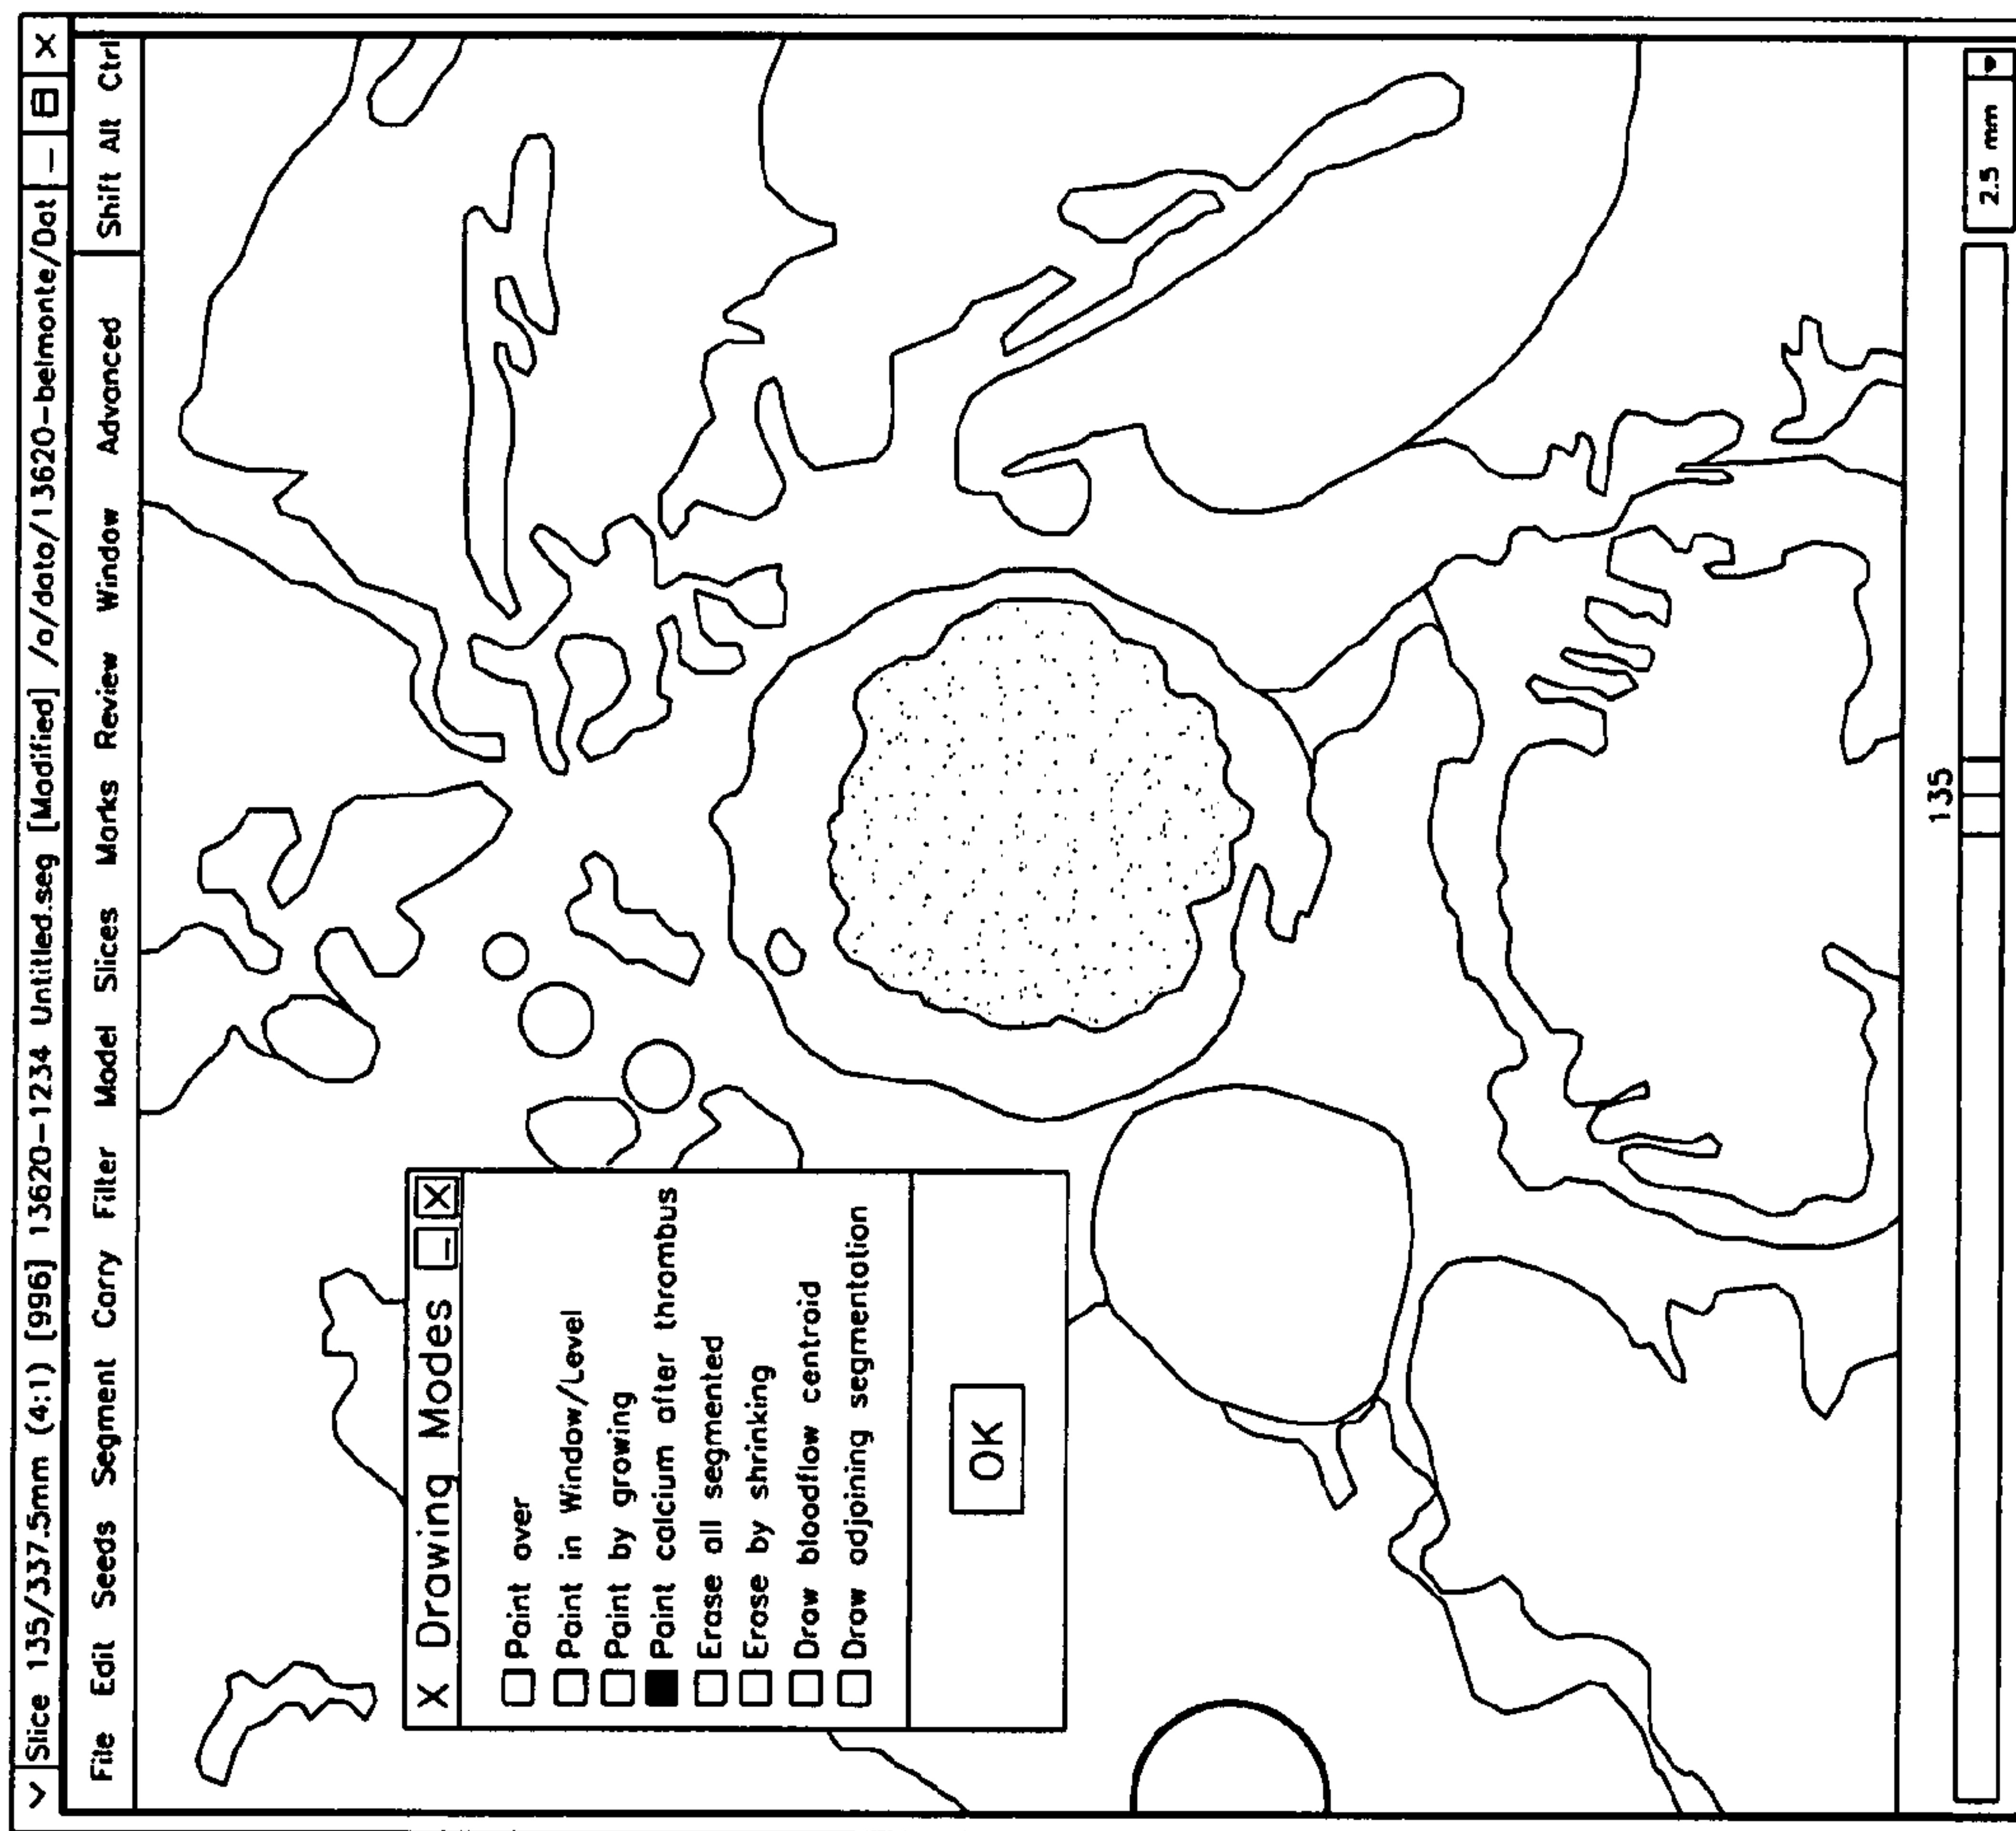 Slice 135/337.5mm (4:1) [996] 13620-1234 Untitled.seg [Modified] /a/data/13620-belmonte/Dat
File Edit Seeds Segment Carry Filter Model Slices Marks Review Window Advanced Shift Alt Ctrl
X Drawing Modes
Paint over
Paint in Window/Level
Paint by growing
Paint calcium after thrombus
Erase all segmented
Erase by shrinking
Draw bloodflow centroid
Draw adjoining segmentation
OK
135
2.5 mm